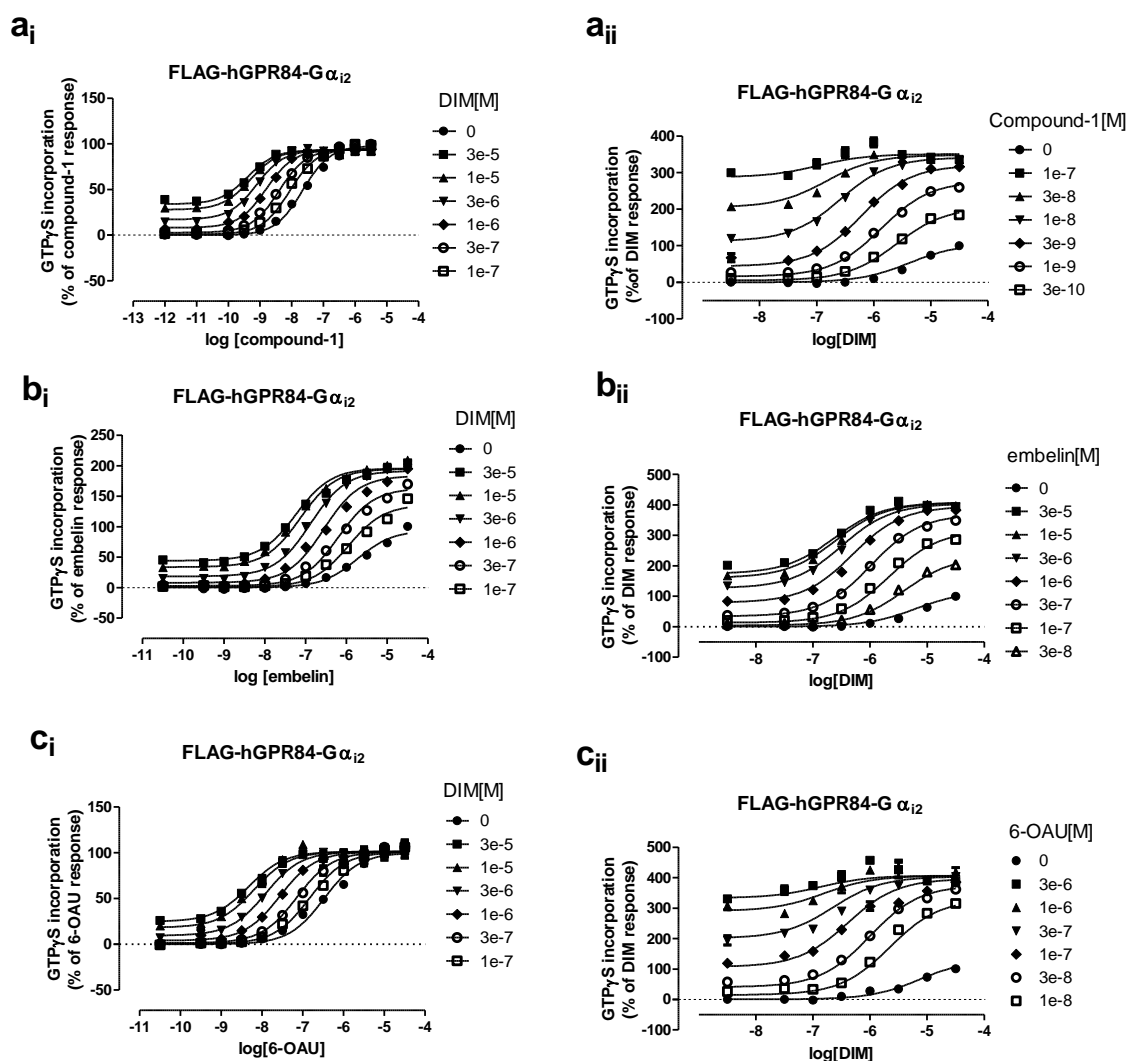 ai
FLAG-hGPR84-Gαi2
GTPγS incorporation
(% of compound-1 response)
150
100
50
0
-50
-13 -12 -11 -10 -9 -8 -7 -6 -5
log [compound-1]
DIM[M]
0
3e-5
1e-5
3e-6
1e-6
3e-7
1e-7
aii
FLAG-hGPR84-G αi2
GTPγS incorporation
(%of DIM response)
400
300
200
100
0
-100
-8 -7 -6 -5 -4
log[DIM]
Compound-1[M]
0
1e-7
3e-8
1e-8
3e-9
1e-9
3e-10
bi
FLAG-hGPR84-Gαi2
GTPγS incorporation
(% of embelin response)
250
200
150
100
50
0
-50
-11 -10 -9 -8 -7 -6 -5 -4
log [embelin]
DIM[M]
0
3e-5
1e-5
3e-6
1e-6
3e-7
1e-7
bii
FLAG-hGPR84-Gαi2
GTPγS incorporation
(% of DIM response)
500
400
300
200
100
0
-100
-8 -7 -6 -5 -4
log[DIM]
embelin[M]
0
3e-5
1e-5
3e-6
1e-6
3e-7
1e-7
3e-8
ci
FLAG-hGPR84-Gαi2
GTPγS incorporation
(% of 6-OAU response)
150
100
50
0
-50
-11 -10 -9 -8 -7 -6 -5 -4
log[6-OAU]
DIM[M]
0
3e-5
1e-5
3e-6
1e-6
3e-7
1e-7
cii
FLAG-hGPR84-G αi2
GTPγS incorporation
(% of DIM response)
500
400
300
200
100
0
-100
-8 -7 -6 -5 -4
log[DIM]
6-OAU[M]
0
3e-6
1e-6
3e-7
1e-7
3e-8
1e-8